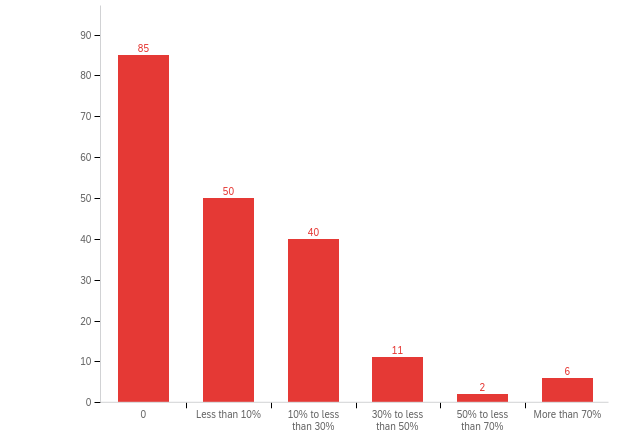 90
80
70
60
50
40
30
20
10
0
85
50
40
11
2
6
0
Less than 10%
10% to less
than 30%
30% to less
than 50%
50% to less
than 70%
More than 70%